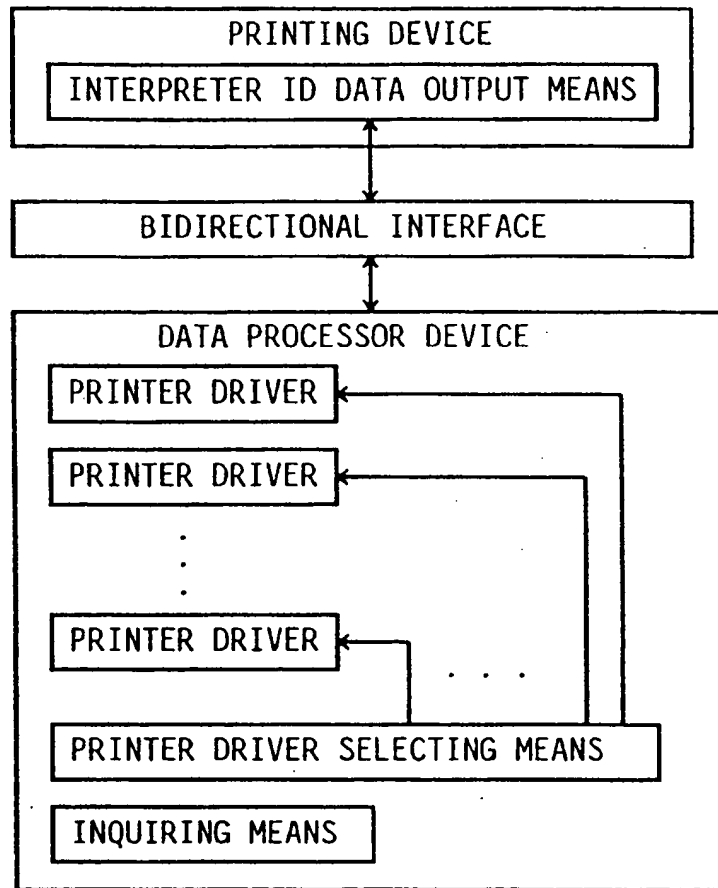 PRINTING DEVICE
INTERPRETER ID DATA OUTPUT MEANS
BIDIRECTIONAL INTERFACE
DATA PROCESSOR DEVICE
PRINTER DRIVER
PRINTER DRIVER
PRINTER DRIVER
PRINTER DRIVER SELECTING MEANS
INQUIRING MEANS